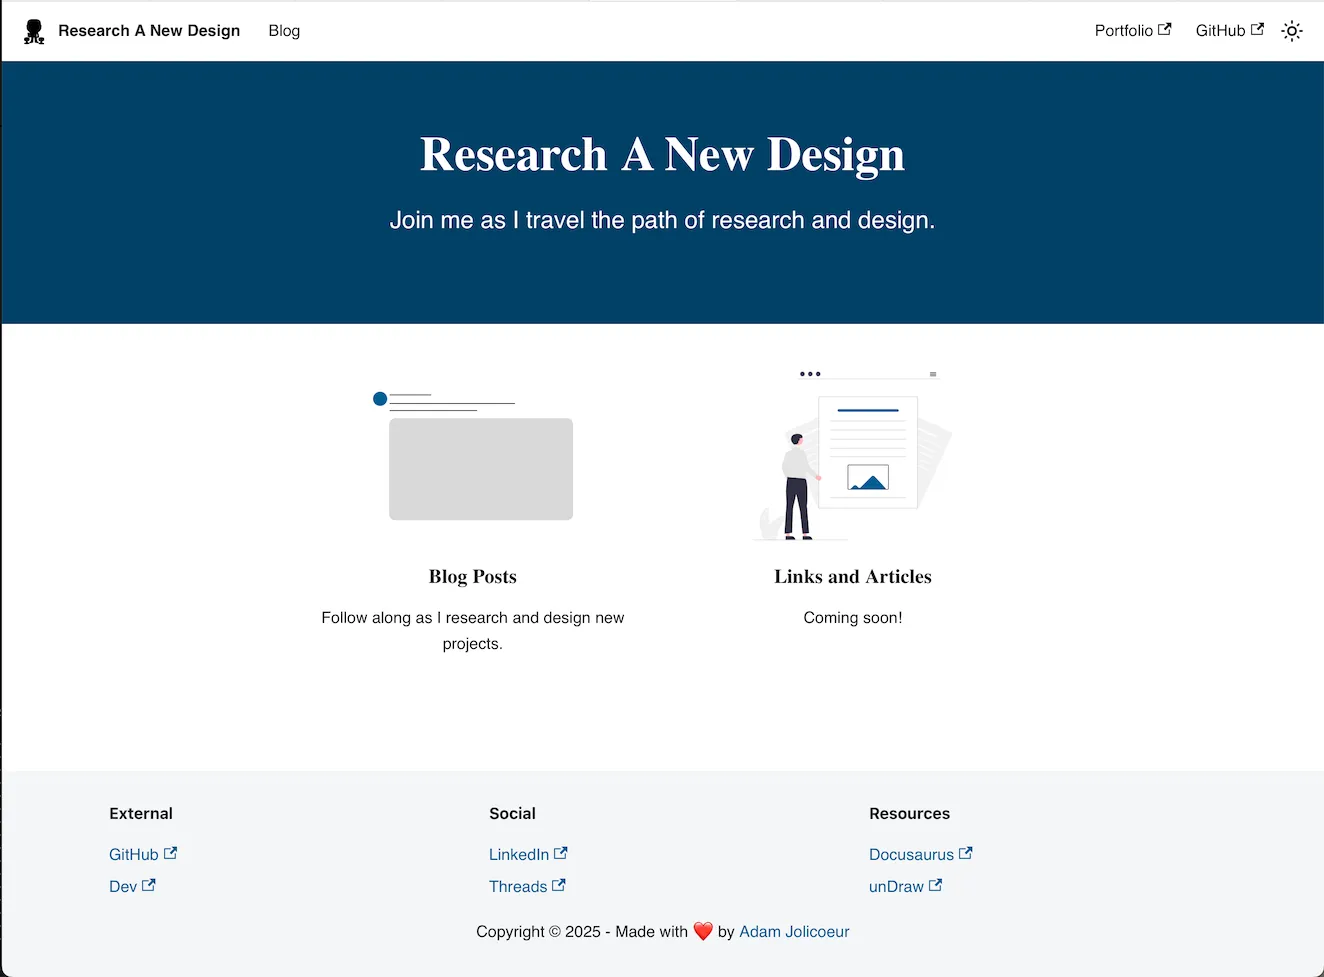 Research A New Design Blog Portfolio GitHub
Research A New Design
Join me as I travel the path of research and design.
Blog Posts
Follow along as I research and design new
projects.
Links and Articles
Coming soon!
External
GitHub
Dev
Social
LinkedIn
Threads
Resources
Docusaurus
unDraw
Copyright © 2025 - Made with ❤️ by Adam Jolicoeur